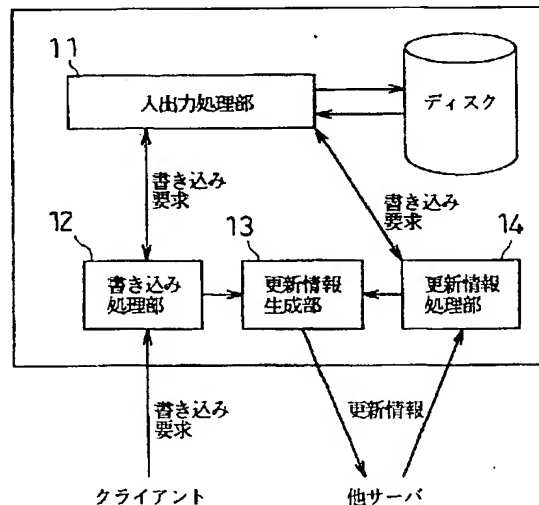 11
入出力処理部
ディスク
書き込み
要求
書き込み
要求
12
13
14
書き込み
処理部
更新情報
生成部
更新情報
処理部
書き込み
要求
更新情報
クライアント
他サーバ